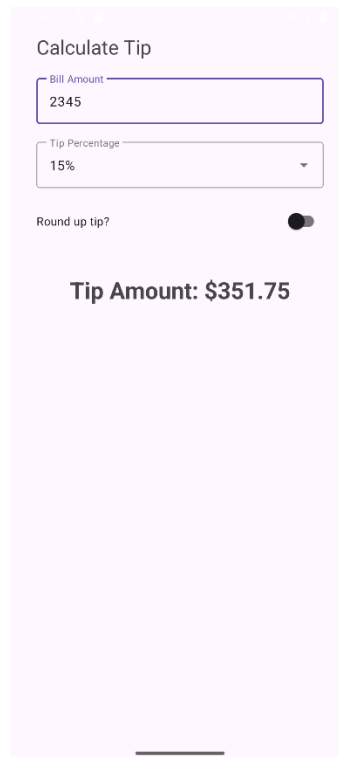 Calculate Tip
Bill Amount
2345
Tip Percentage
15%
Round up tip?
Tip Amount: $351.75